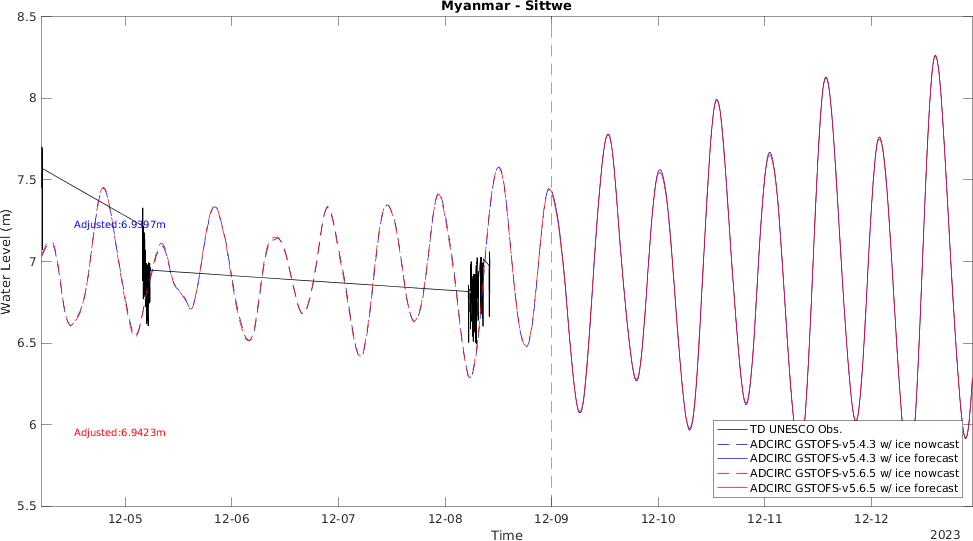 Myanmar - Sittwe
8.5
8
7.5
7
6.5
6
5.5
Water Level (m)
Adjusted:6.9397m
Adjusted:6.9423m
TD UNESCO Obs.
ADCIRC GSTOFS-v5.4.3 w/ ice nowcast
ADCIRC GSTOFS-v5.4.3 w/ ice forecast
ADCIRC GSTOFS-v5.6.5 w/ ice nowcast
ADCIRC GSTOFS-v5.6.5 w/ ice forecast
12-05 12-06 12-07 12-08 12-09 12-10 12-11 12-12
Time
2023